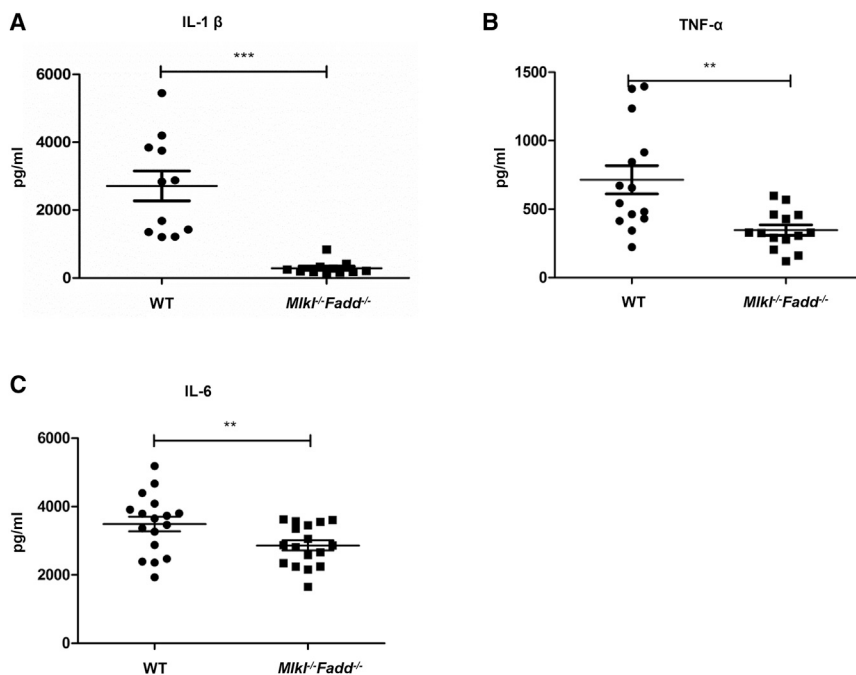 A
IL-1 β
***
6000
4000
2000
0
pg/ml
WT
Mlkl-/-Fadd-/-
B
TNF-α
**
1500
1000
500
0
pg/ml
WT
Mlkl-/-Fadd-/-
C
IL-6
**
6000
4000
2000
0
pg/ml
WT
Mlkl-/-Fadd-/-